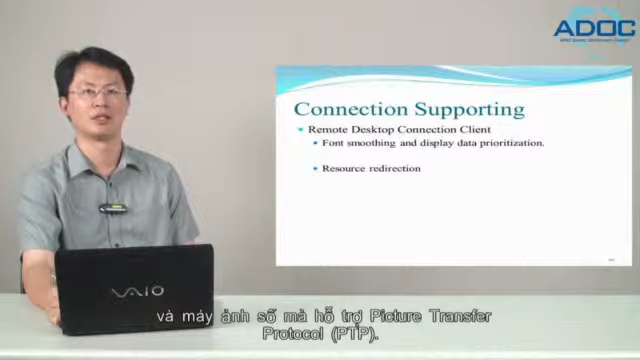 ADOC
Connection Supporting
Remote Desktop Connection Client
Font smoothing and display data prioritization.
Resource redirection
VAIO
và máy ảnh số mà hỗ trợ Picture Transfer
Protocol (PTP).